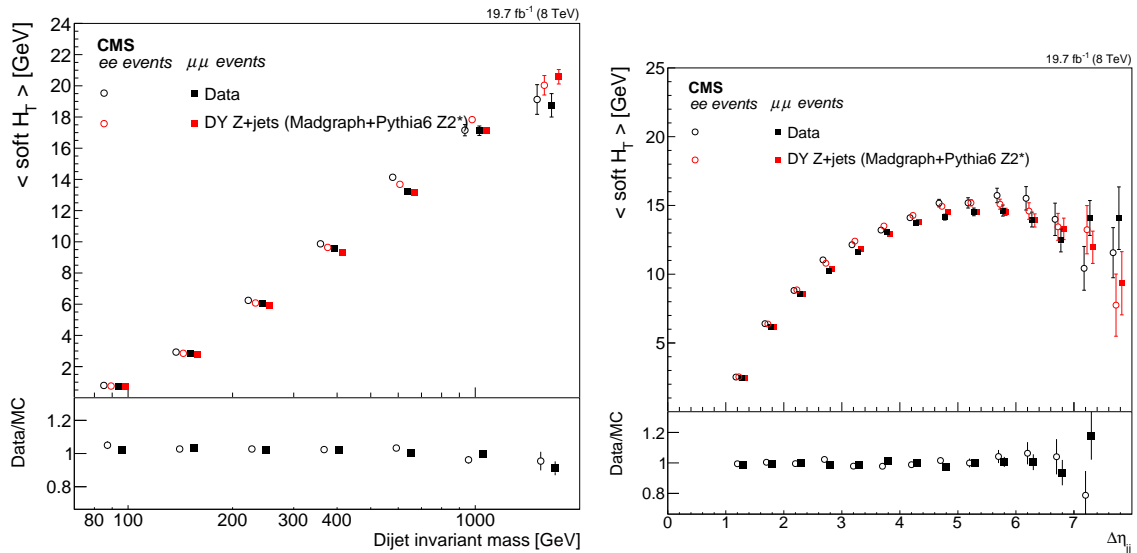 19.7 fb⁻¹ (8 TeV)
< soft H_T > [GeV]
24
22
20
18
16
14
12
10
8
6
4
2
CMS
ee events μμ events
Data
DY Z+jets (Madgraph+Pythia6 Z2*)
Data/MC
1.2
1
0.8
80 100 200 300 400 1000
Dijet invariant mass [GeV]
19.7 fb⁻¹ (8 TeV)
< soft H_T > [GeV]
25
20
15
10
5
CMS
ee events μμ events
Data
DY Z+jets (Madgraph+Pythia6 Z2*)
Data/MC
1.2
1
0.8
0 1 2 3 4 5 6 7
Δη_jj